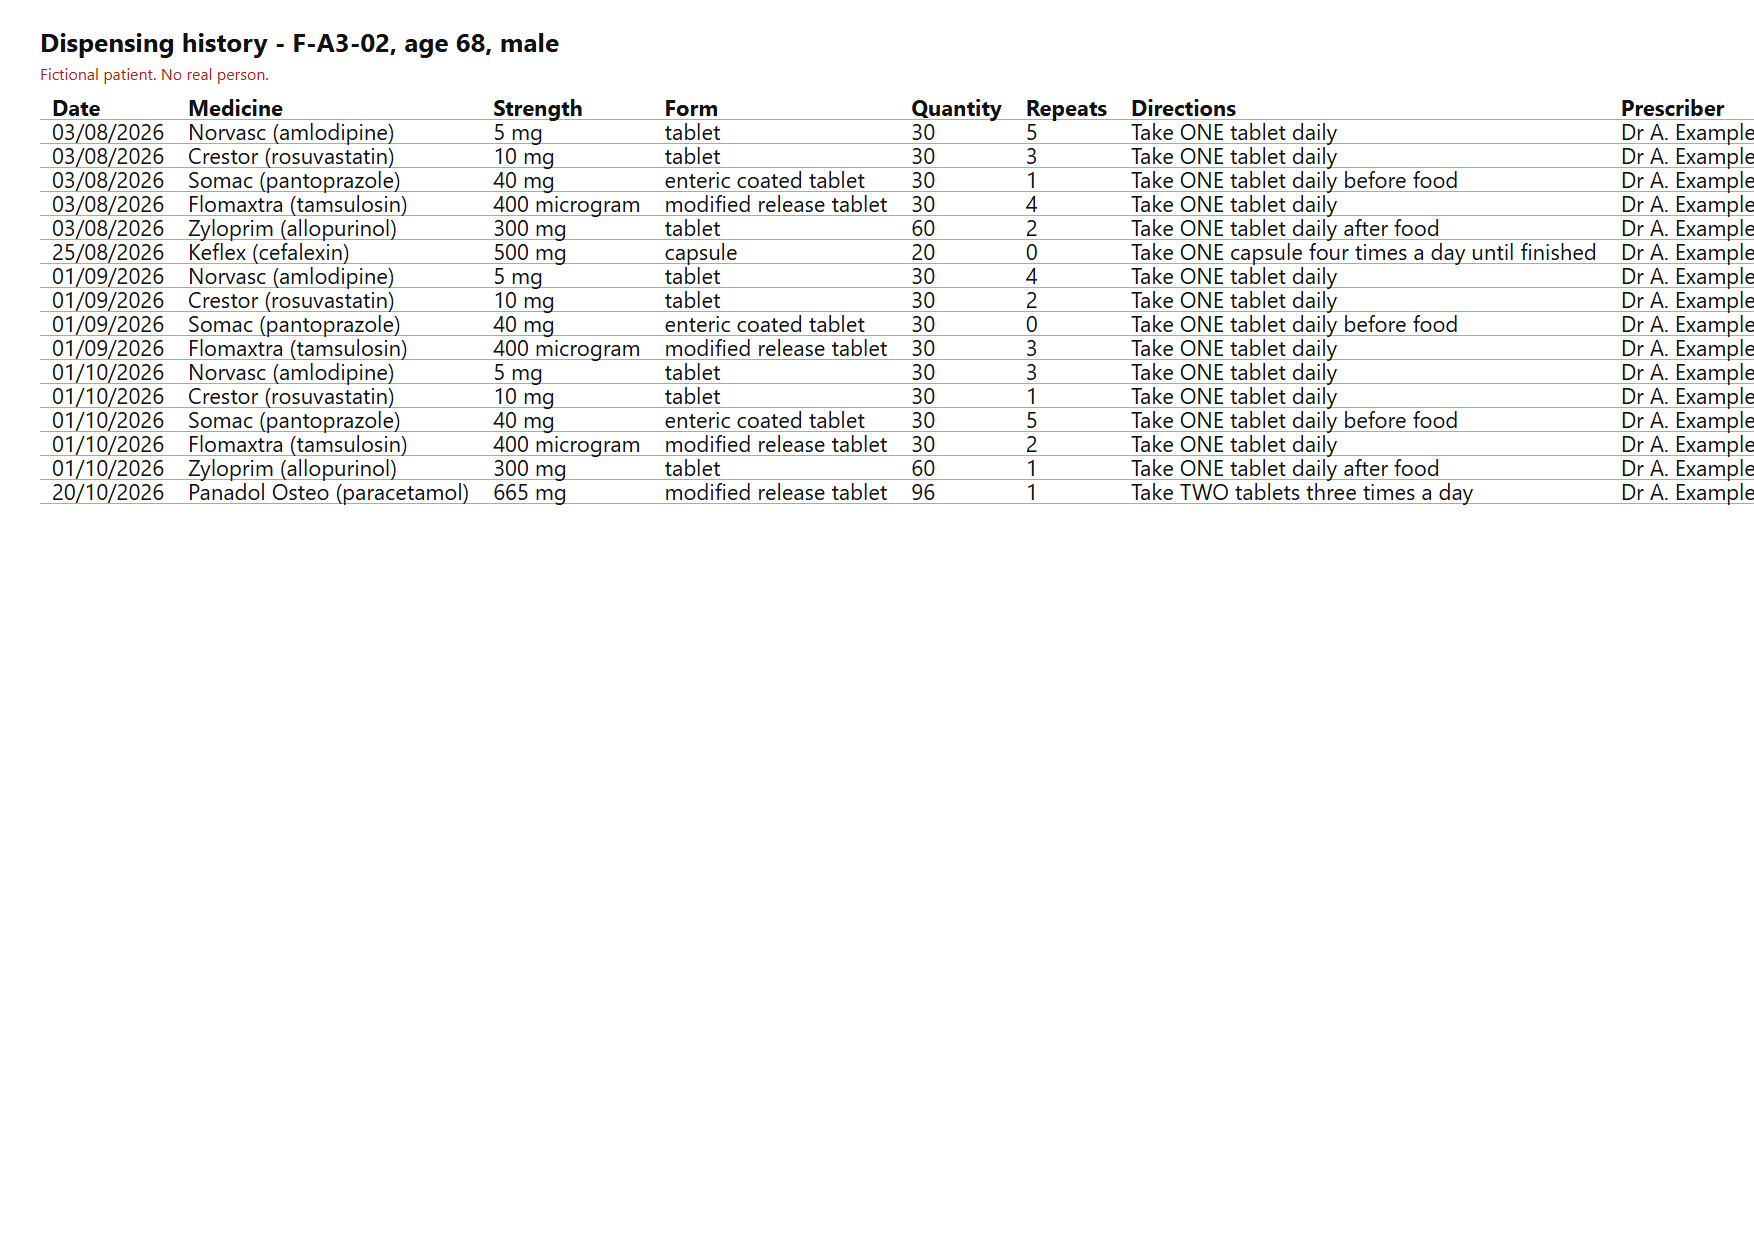 Dispensing history - F-A3-02, age 68, male
Fictional patient. No real person.
Date Medicine Strength Form Quantity Repeats Directions Prescriber
03/08/2026 Norvasc (amlodipine) 5 mg tablet 30 5 Take ONE tablet daily Dr A. Example
03/08/2026 Crestor (rosuvastatin) 10 mg tablet 30 3 Take ONE tablet daily Dr A. Example
03/08/2026 Somac (pantoprazole) 40 mg enteric coated tablet 30 1 Take ONE tablet daily before food Dr A. Example
03/08/2026 Flomaxtra (tamsulosin) 400 microgram modified release tablet 30 4 Take ONE tablet daily Dr A. Example
03/08/2026 Zyloprim (allopurinol) 300 mg tablet 60 2 Take ONE tablet daily after food Dr A. Example
25/08/2026 Keflex (cefalexin) 500 mg capsule 20 0 Take ONE capsule four times a day until finished Dr A. Example
01/09/2026 Norvasc (amlodipine) 5 mg tablet 30 4 Take ONE tablet daily Dr A. Example
01/09/2026 Crestor (rosuvastatin) 10 mg tablet 30 2 Take ONE tablet daily Dr A. Example
01/09/2026 Somac (pantoprazole) 40 mg enteric coated tablet 30 0 Take ONE tablet daily before food Dr A. Example
01/09/2026 Flomaxtra (tamsulosin) 400 microgram modified release tablet 30 3 Take ONE tablet daily Dr A. Example
01/10/2026 Norvasc (amlodipine) 5 mg tablet 30 3 Take ONE tablet daily Dr A. Example
01/10/2026 Crestor (rosuvastatin) 10 mg tablet 30 1 Take ONE tablet daily Dr A. Example
01/10/2026 Somac (pantoprazole) 40 mg enteric coated tablet 30 5 Take ONE tablet daily before food Dr A. Example
01/10/2026 Flomaxtra (tamsulosin) 400 microgram modified release tablet 30 2 Take ONE tablet daily Dr A. Example
01/10/2026 Zyloprim (allopurinol) 300 mg tablet 60 1 Take ONE tablet daily after food Dr A. Example
20/10/2026 Panadol Osteo (paracetamol) 665 mg modified release tablet 96 1 Take TWO tablets three times a day Dr A. Example